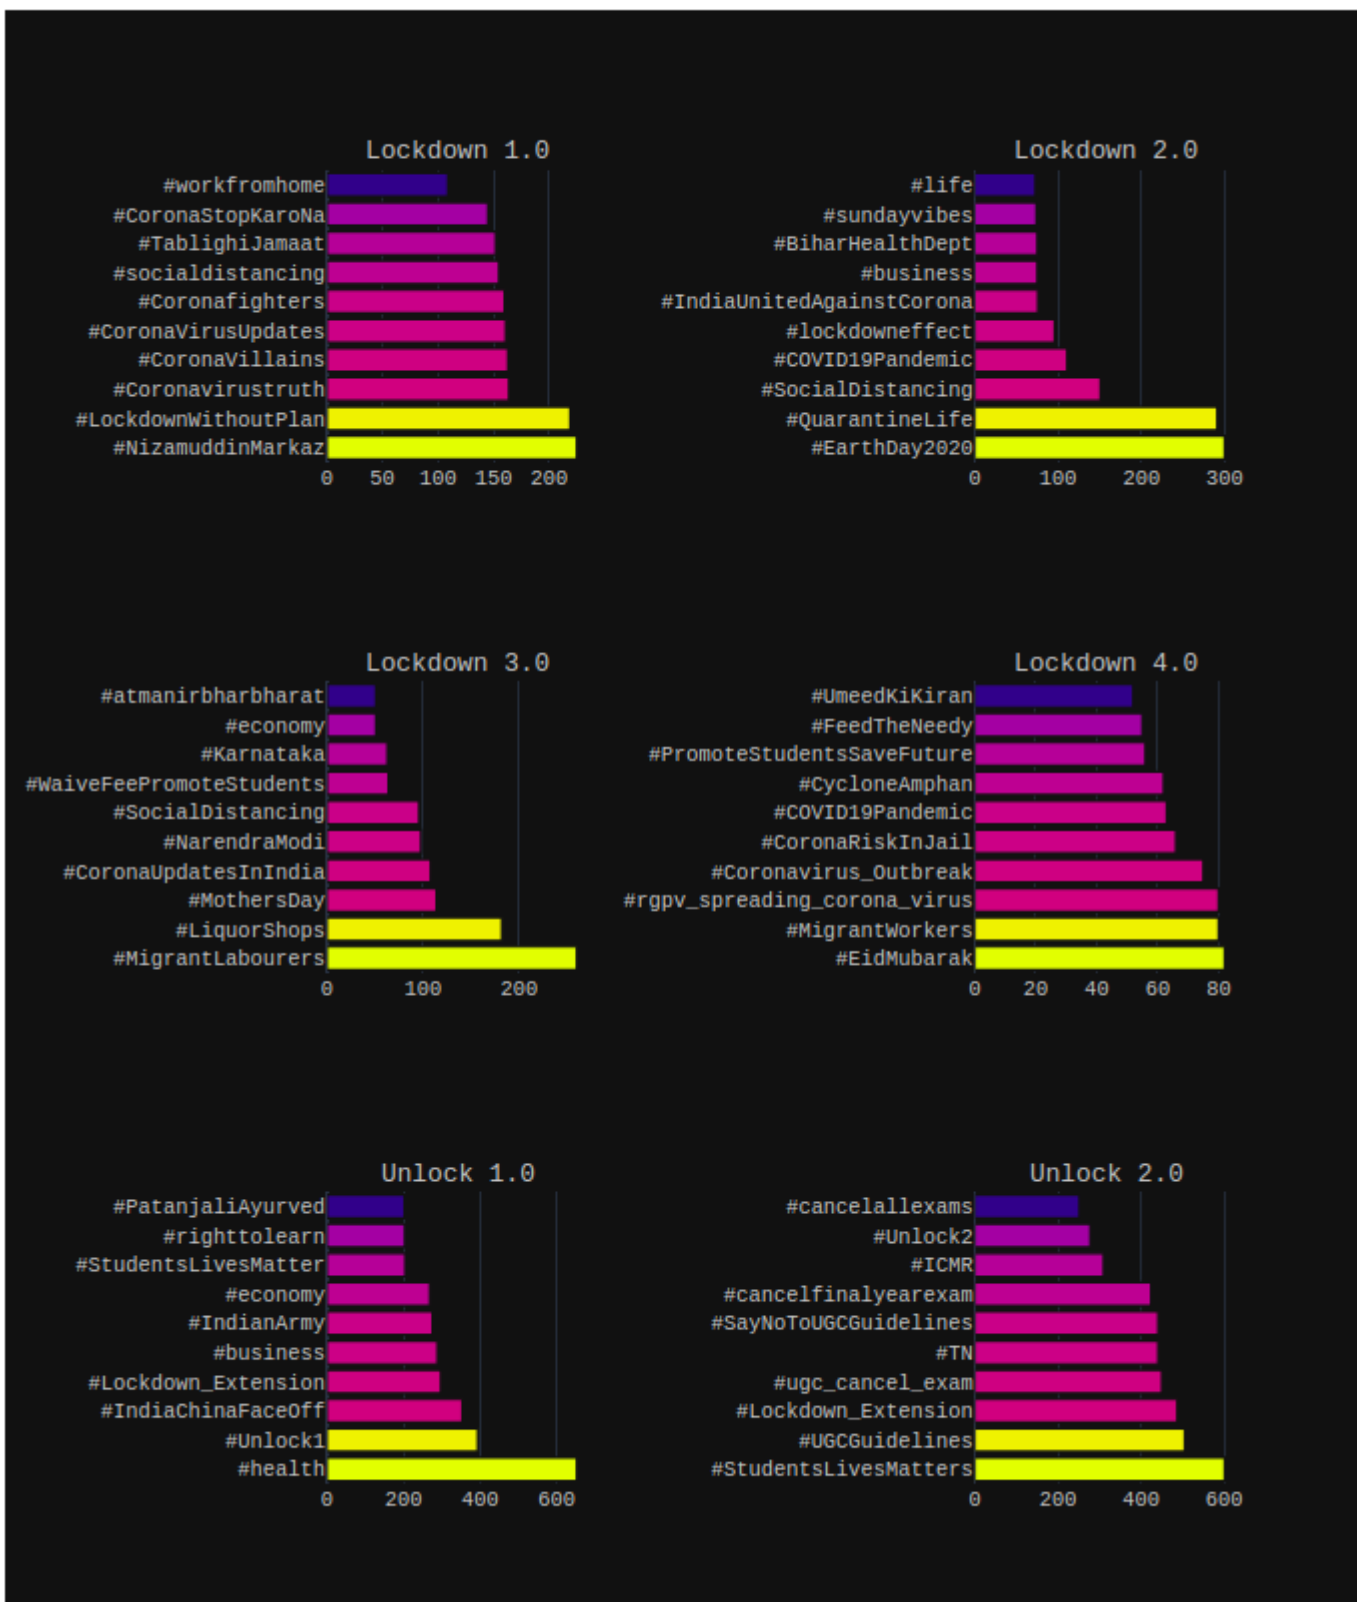 Lockdown 1.0
#workfromhome
#CoronaStopKaroNa
#TablighiJamaat
#socialdistancing
#Coronafighters
#CoronaVirusUpdates
#CoronaVillains
#Coronavirustruth
#LockdownWithoutPlan
#NizamuddinMarkaz
0 50 100 150 200
Lockdown 2.0
#life
#sundayvibes
#BiharHealthDept
#business
#IndiaUnitedAgainstCorona
#lockdowneffect
#COVID19Pandemic
#SocialDistancing
#QuarantineLife
#EarthDay2020
0 100 200 300
Lockdown 3.0
#atmanirbharbharat
#economy
#Karnataka
#WaiveFeePromoteStudents
#SocialDistancing
#NarendraModi
#CoronaUpdatesInIndia
#MothersDay
#LiquorShops
#MigrantLabourers
0 100 200
Lockdown 4.0
#UmeedKiKiran
#FeedTheNeedy
#PromoteStudentsSaveFuture
#CycloneAmphan
#COVID19Pandemic
#CoronaRiskInJail
#Coronavirus_Outbreak
#rgpv_spreading_corona_virus
#MigrantWorkers
#EidMubarak
0 20 40 60 80
Unlock 1.0
#PatanjaliAyurved
#righttolearn
#StudentsLivesMatter
#economy
#IndianArmy
#business
#Lockdown_Extension
#IndiaChinaFaceOff
#Unlock1
#health
0 200 400 600
Unlock 2.0
#cancelallexams
#Unlock2
#ICMR
#cancelfinalyearexam
#SayNoToUGCGuidelines
#TN
#ugc_cancel_exam
#Lockdown_Extension
#UGCGuidelines
#StudentsLivesMatters
0 200 400 600